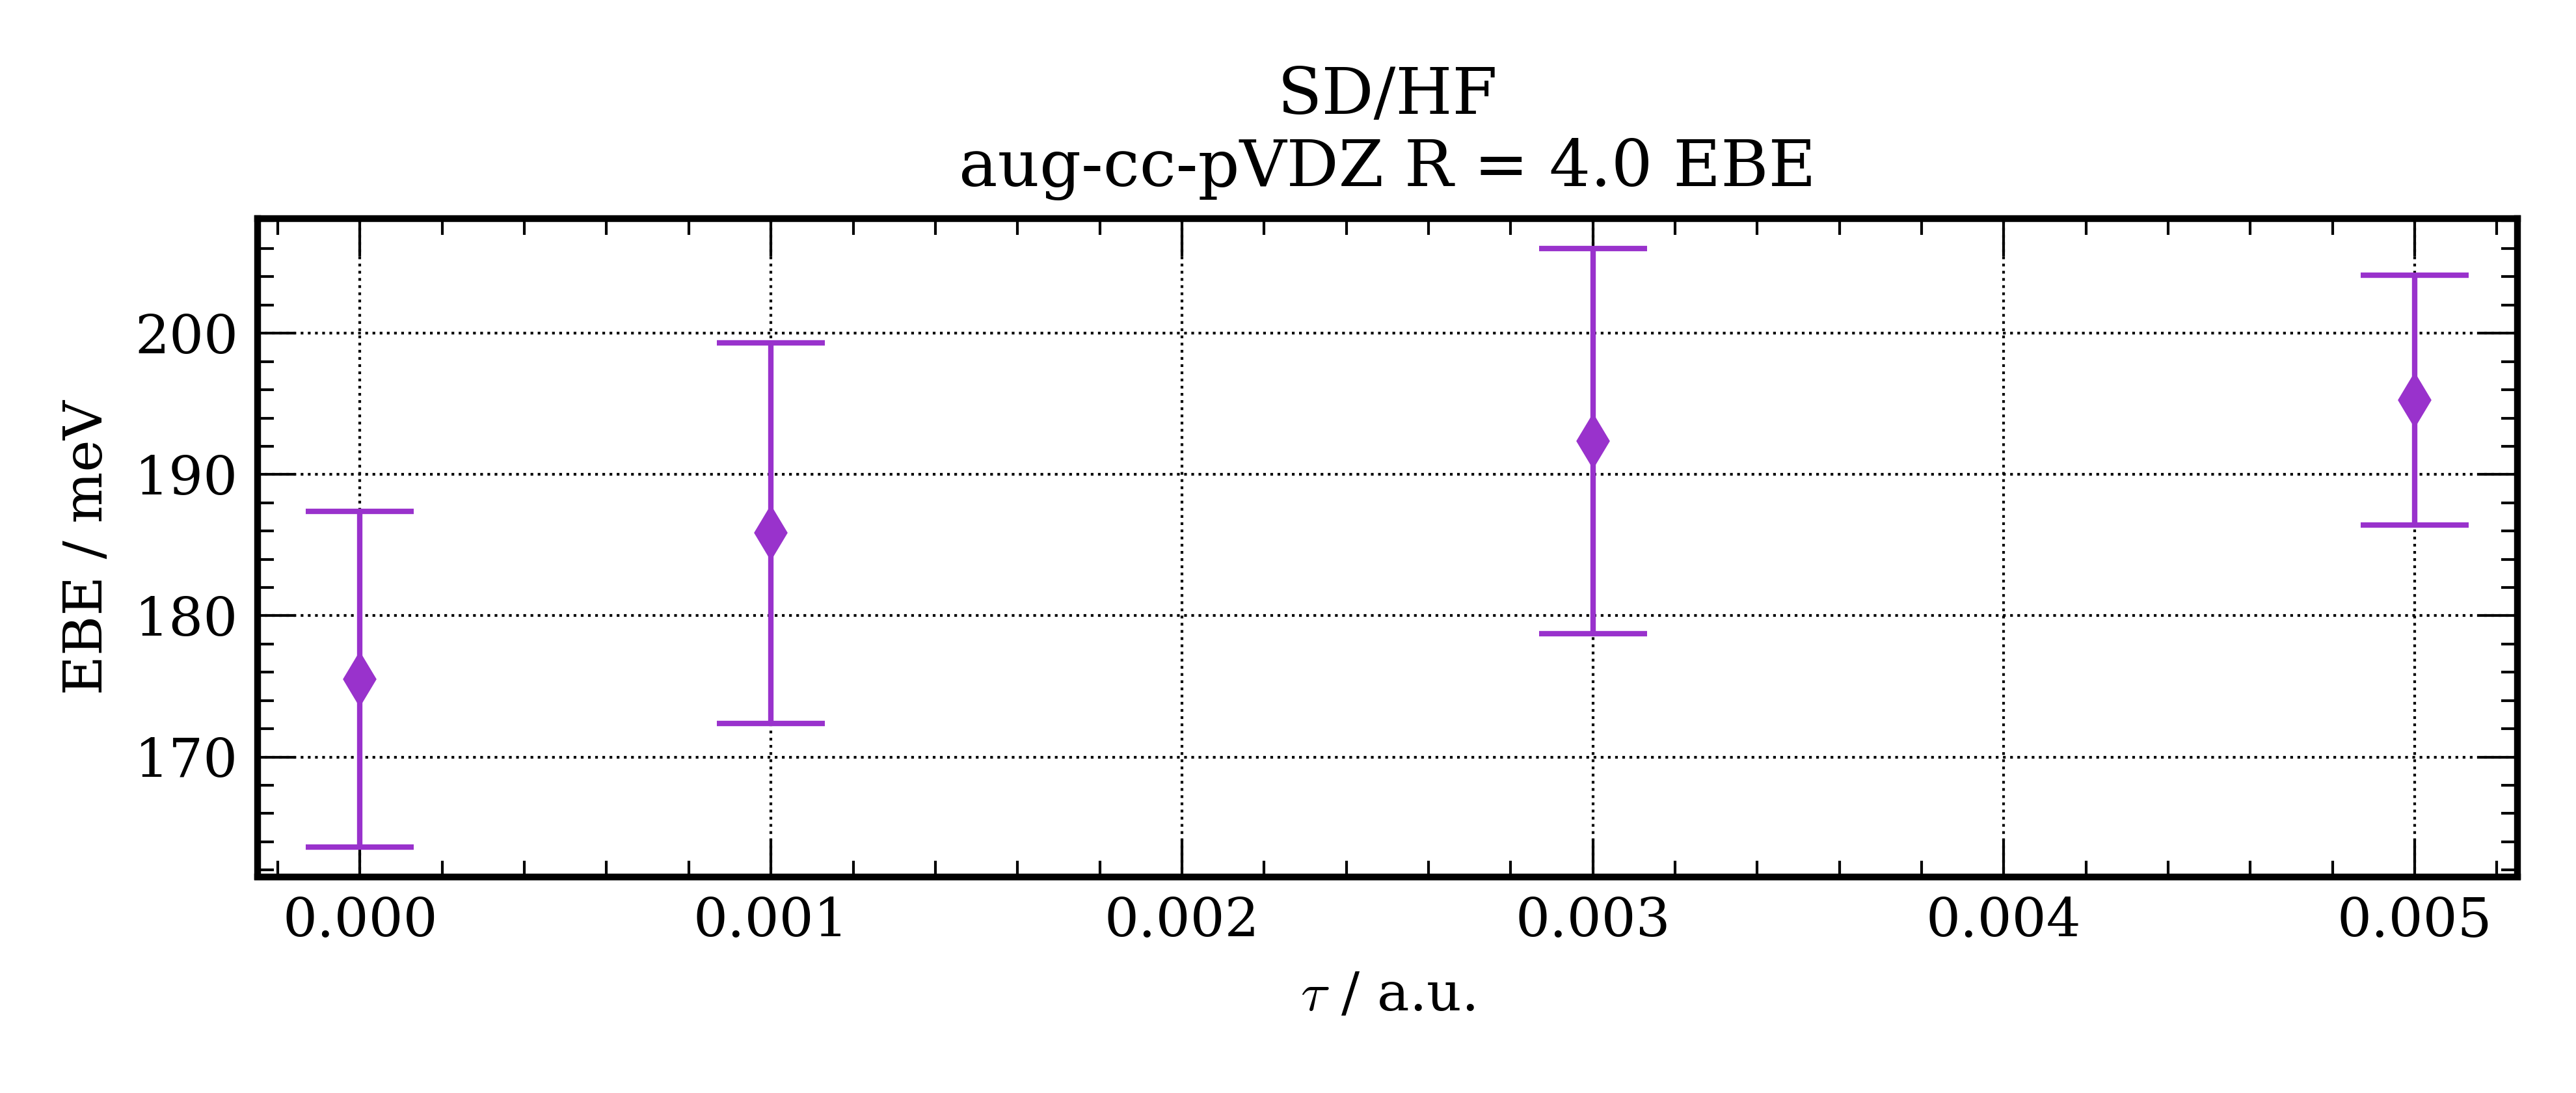 SD/HF
aug-cc-pVDZ R = 4.0 EBE
EBE / meV
200
190
180
170
0.000 0.001 0.002 0.003 0.004 0.005
τ / a.u.